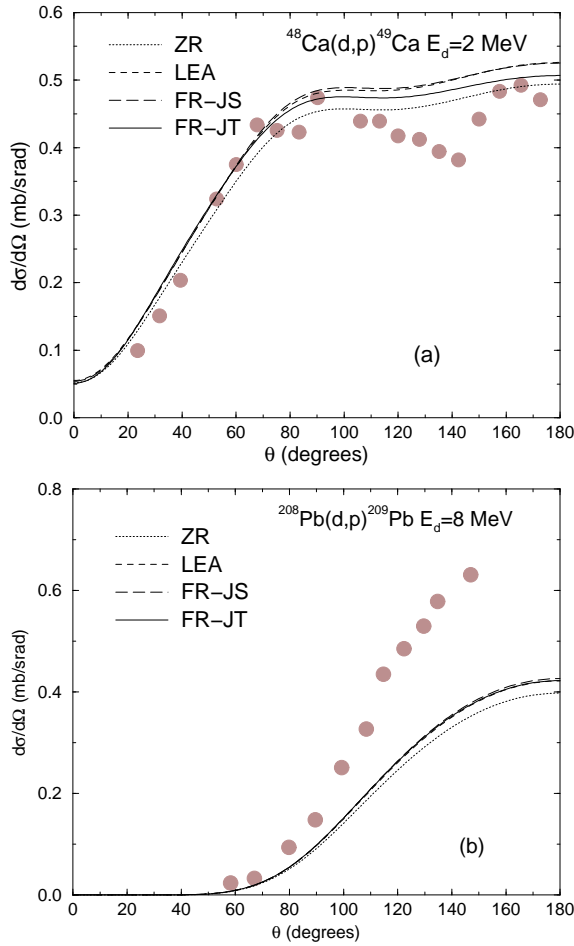 ⁴⁸Ca(d,p)⁴⁹Ca E_d=2 MeV
ZR
LEA
FR−JS
FR−JT
dσ/dΩ (mb/srad)
0.6
0.5
0.4
0.3
0.2
0.1
0.0
(a)
0 20 40 60 80 100 120 140 160 180
θ (degrees)
²⁰⁸Pb(d,p)²⁰⁹Pb E_d=8 MeV
ZR
LEA
FR−JS
FR−JT
dσ/dΩ (mb/srad)
0.8
0.6
0.4
0.2
0.0
(b)
0 20 40 60 80 100 120 140 160 180
θ (degrees)